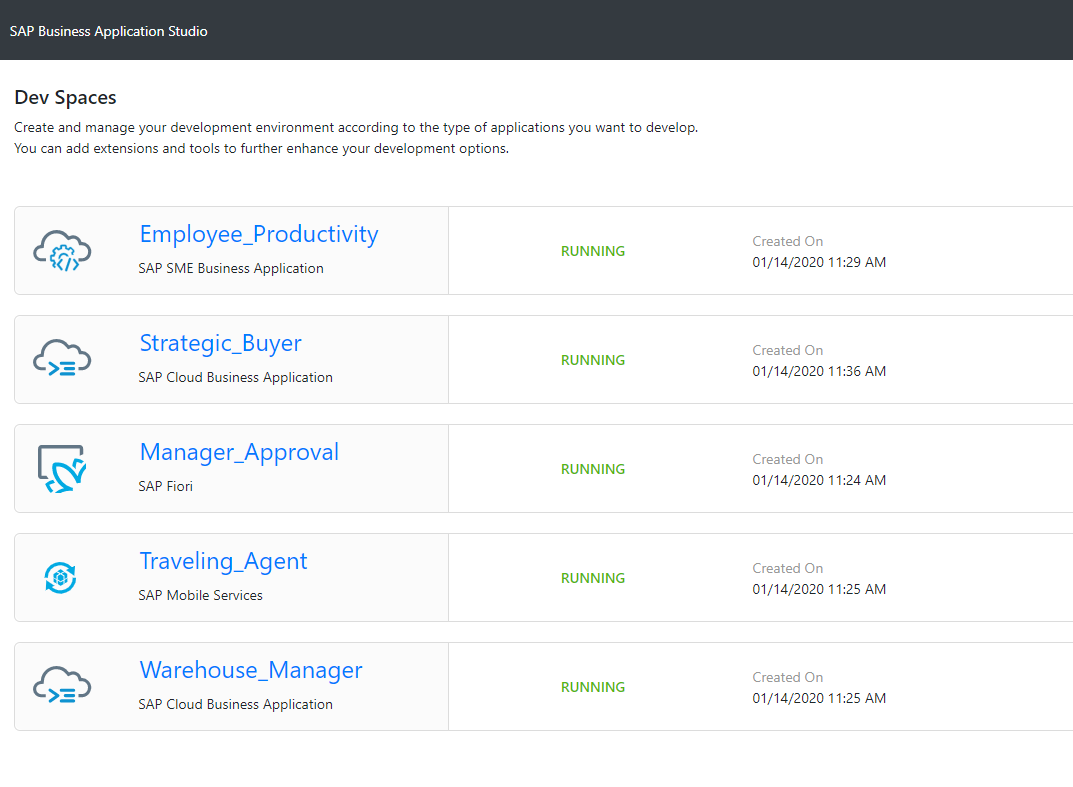 SAP Business Application Studio
Dev Spaces
Create and manage your development environment according to the type of applications you want to develop.
You can add extensions and tools to further enhance your development options.
Employee_Productivity
SAP SME Business Application
RUNNING
Created On
01/14/2020 11:29 AM
Strategic_Buyer
SAP Cloud Business Application
RUNNING
Created On
01/14/2020 11:36 AM
Manager_Approval
SAP Fiori
RUNNING
Created On
01/14/2020 11:24 AM
Traveling_Agent
SAP Mobile Services
RUNNING
Created On
01/14/2020 11:25 AM
Warehouse_Manager
SAP Cloud Business Application
RUNNING
Created On
01/14/2020 11:25 AM